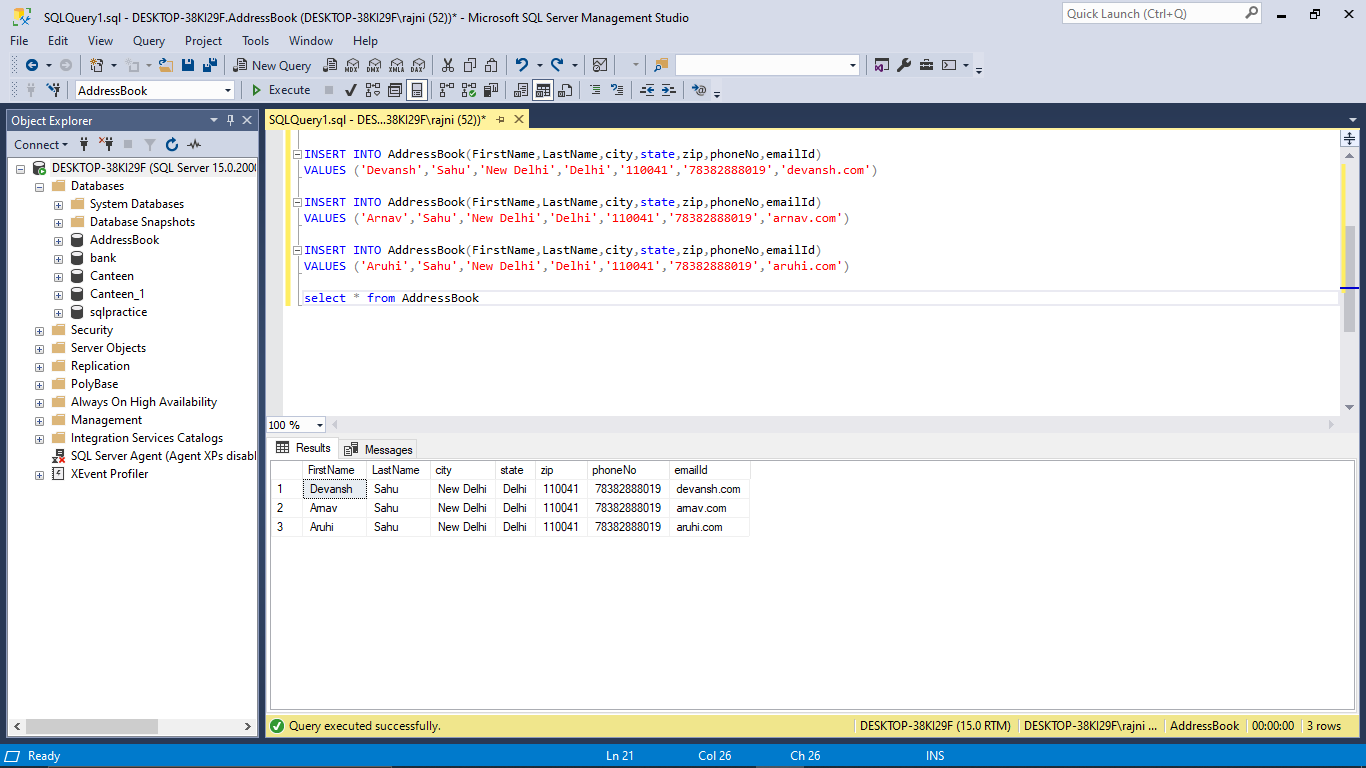 SQLQuery1.sql - DESKTOP-38KI29F.AddressBook (DESKTOP-38KI29F\rajni (52))* - Microsoft SQL Server Management Studio
Quick Launch (Ctrl+Q)
File Edit View Query Project Tools Window Help
New Query MDX DMX XMLA DAX
AddressBook Execute
Object Explorer
SQLQuery1.sql - DES...38KI29F\rajni (52))*
Connect
DESKTOP-38KI29F (SQL Server 15.0.2000
Databases
System Databases
Database Snapshots
AddressBook
bank
Canteen
Canteen_1
sqlpractice
Security
Server Objects
Replication
PolyBase
Always On High Availability
Management
Integration Services Catalogs
SQL Server Agent (Agent XPs disabl
XEvent Profiler
INSERT INTO AddressBook(FirstName,LastName,city,state,zip,phoneNo,emailId)
VALUES ('Devansh','Sahu','New Delhi','Delhi','110041','78382888019','devansh.com')
INSERT INTO AddressBook(FirstName,LastName,city,state,zip,phoneNo,emailId)
VALUES ('Arnav','Sahu','New Delhi','Delhi','110041','78382888019','arnav.com')
INSERT INTO AddressBook(FirstName,LastName,city,state,zip,phoneNo,emailId)
VALUES ('Aruhi','Sahu','New Delhi','Delhi','110041','78382888019','aruhi.com')
select * from AddressBook
100 %
Results Messages
FirstName LastName city state zip phoneNo emailId
1 Devansh Sahu New Delhi Delhi 110041 78382888019 devansh.com
2 Arnav Sahu New Delhi Delhi 110041 78382888019 arnav.com
3 Aruhi Sahu New Delhi Delhi 110041 78382888019 aruhi.com
Query executed successfully. DESKTOP-38KI29F (15.0 RTM) DESKTOP-38KI29F\rajni ... AddressBook 00:00:00 3 rows
Ready Ln 21 Col 26 Ch 26 INS